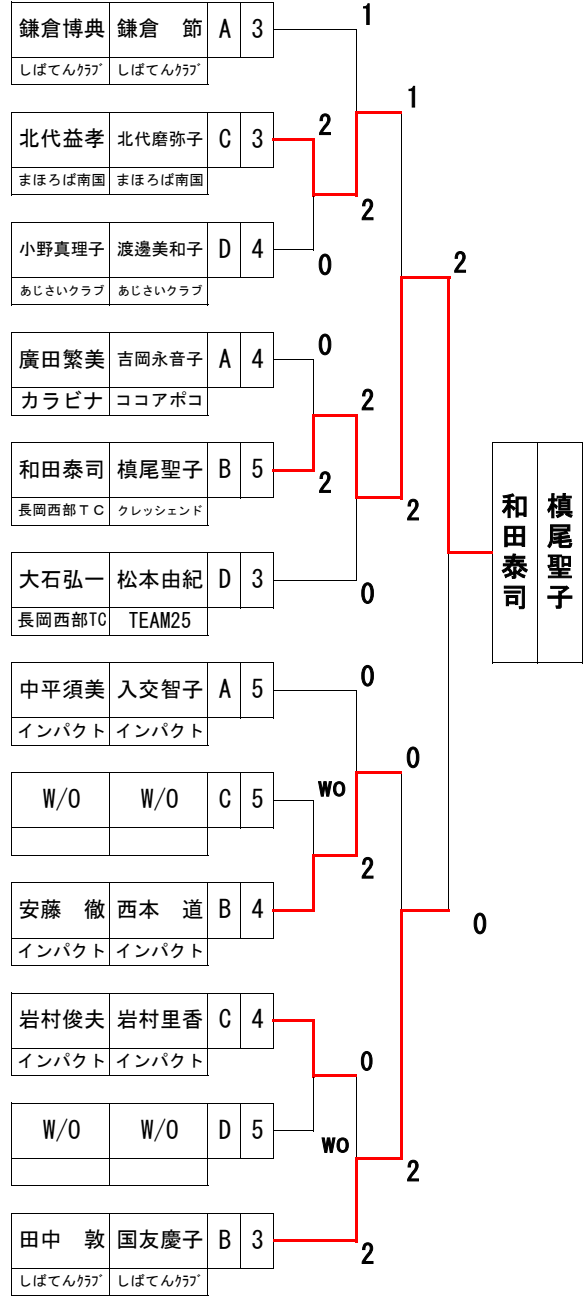 鎌倉博典 鎌倉 節 A 3
しばてんｸﾗﾌﾞ しばてんｸﾗﾌﾞ
1
1
北代益孝 北代磨弥子 C 3
まほろば南国 まほろば南国
2
2
小野真理子 渡邊美和子 D 4
あじさいクラブ あじさいクラブ
0
2
廣田繁美 吉岡永音子 A 4
カラビナ ココアポコ
0
2
和田泰司 槙尾聖子 B 5
長岡西部ＴＣ クレッシェンド
2
2
大石弘一 松本由紀 D 3
長岡西部TC TEAM25
0
槙尾聖子
和田泰司
中平須美 入交智子 A 5
インパクト インパクト
0
0
W/O W/O C 5
WO
2
安藤 徹 西本 道 B 4
インパクト インパクト
0
岩村俊夫 岩村里香 C 4
インパクト インパクト
0
W/O W/O D 5
WO
2
田中 敦 国友慶子 B 3
しばてんｸﾗﾌﾞ しばてんｸﾗﾌﾞ
2